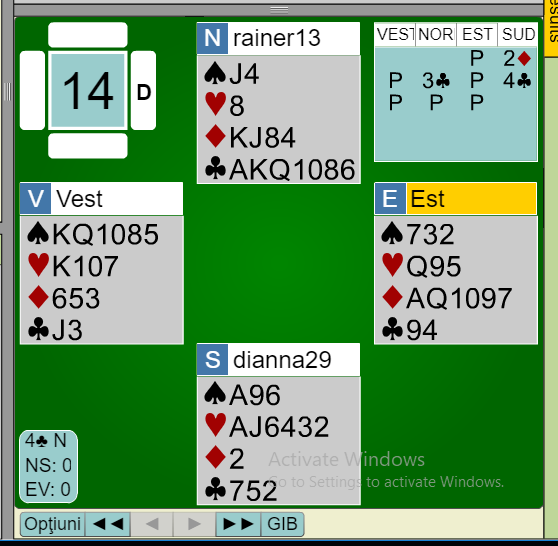 N rainer13
♠J4
♥8
♦KJ84
♣AKQ1086
VEST NOR EST SUD
P 2♦
P 3♣ P 4♣
P P P
14 D
V Vest
♠KQ1085
♥K107
♦653
♣J3
E Est
♠732
♥Q95
♦AQ1097
♣94
S dianna29
♠A96
♥AJ6432
♦2
♣752
4♣ N
NS: 0
EV: 0
Activate Windows
Go to Settings to activate Windows.
Opțiuni GIB